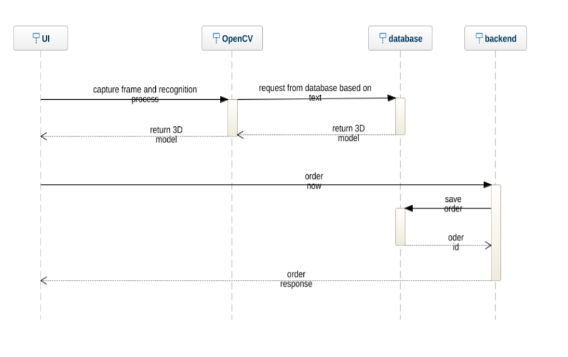 UI
OpenCV
database
backend
capture frame and recognition
process
request from database based on
text
return 3D
model
return 3D
model
order
now
save
order
oder
id
order
response